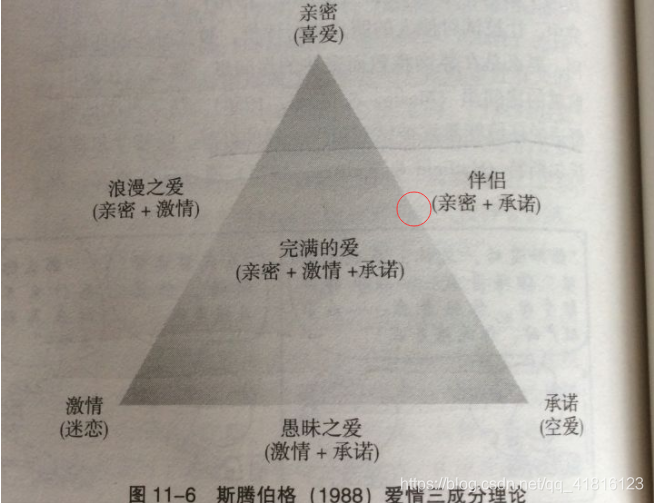 亲密
(喜爱)
浪漫之爱
(亲密 + 激情)
伴侣
(亲密 + 承诺)
完满的爱
(亲密 + 激情 +承诺)
激情
(迷恋)
承诺
(空爱)
愚昧之爱
(激情 + 承诺)
图 11-6 斯腾伯格 (1988) 爱情三成分理论
https://blog.csdn.net/qq_41816123